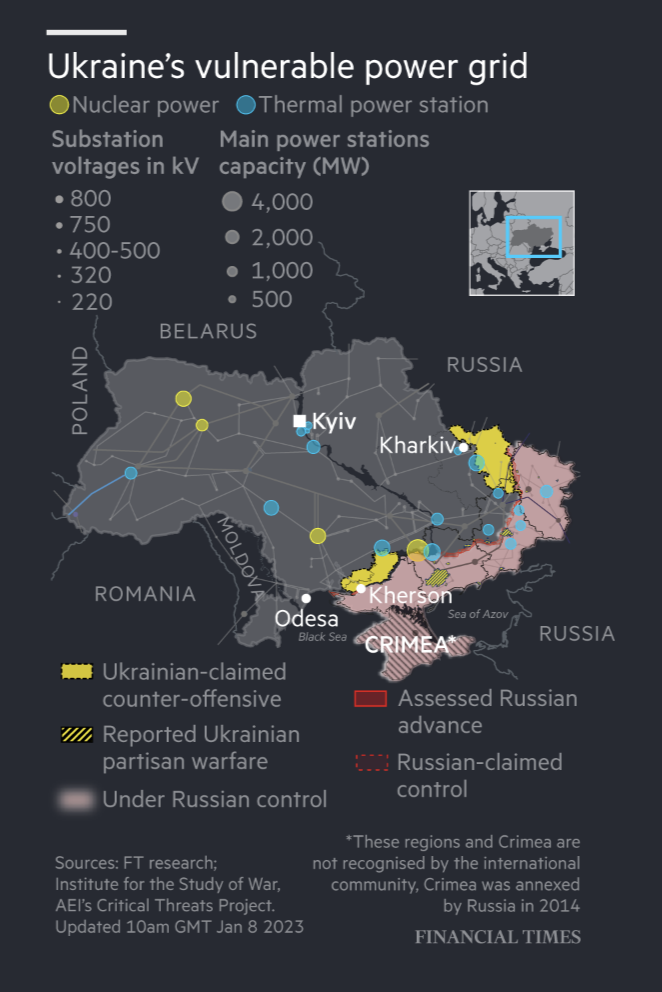 Ukraine's vulnerable power grid
Nuclear power
Thermal power station
Substation
voltages in kV
800
750
400-500
320
220
Main power stations
capacity (MW)
4,000
2,000
1,000
500
BELARUS
POLAND
RUSSIA
Kyiv
Kharkiv
MOLDOVA
ROMANIA
Kherson
Odesa
Black Sea
Sea of Azov
CRIMEA*
RUSSIA
Ukrainian-claimed
counter-offensive
Reported Ukrainian
partisan warfare
Under Russian control
Assessed Russian
advance
Russian-claimed
control
*These regions and Crimea are
not recognised by the international
community, Crimea was annexed
by Russia in 2014
Sources: FT research;
Institute for the Study of War,
AEI's Critical Threats Project.
Updated 10am GMT Jan 8 2023
FINANCIAL TIMES